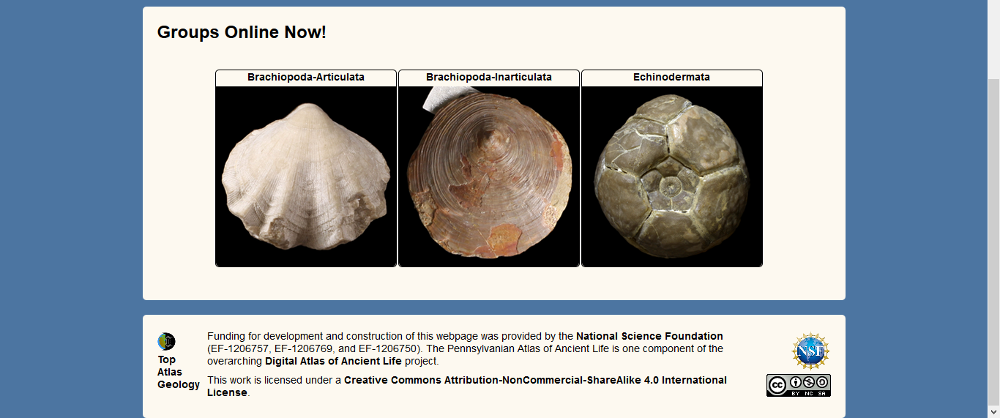 Groups Online Now!
Brachiopoda-Articulata
Brachiopoda-Inarticulata
Echinodermata
Top
Atlas
Geology
Funding for development and construction of this webpage was provided by the National Science Foundation
(EF-1206757, EF-1206769, and EF-1206750). The Pennsylvanian Atlas of Ancient Life is one component of the
overarching Digital Atlas of Ancient Life project.
This work is licensed under a Creative Commons Attribution-NonCommercial-ShareAlike 4.0 International
License.
NSF
cc
BY NC SA